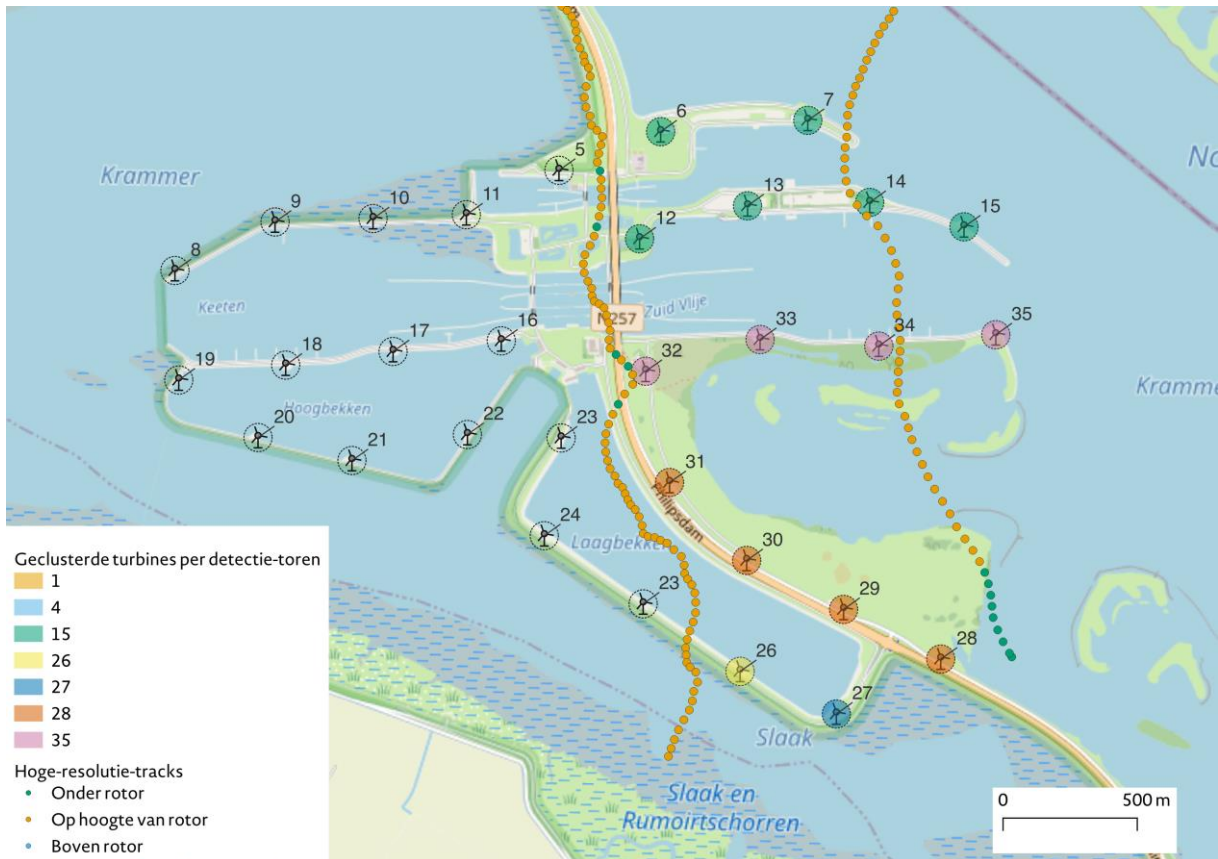 m
6
7
5
Krammer
No
13
14
11
9
10
12
15
8
Keeten
Zuid Vlije
N257
16
33
34
35
17
18
32
19
Krammer
Hoogbekken
20
22
23
21
31
Philipsdam
24
Laagbekken
30
23
29
28
26
27
Slaak
Slaak en
Rumoirtschorren
Geclusterde turbines per detectie-toren
1
4
15
26
27
28
35
Hoge-resolutie-tracks
Onder rotor
Op hoogte van rotor
Boven rotor
0 500 m